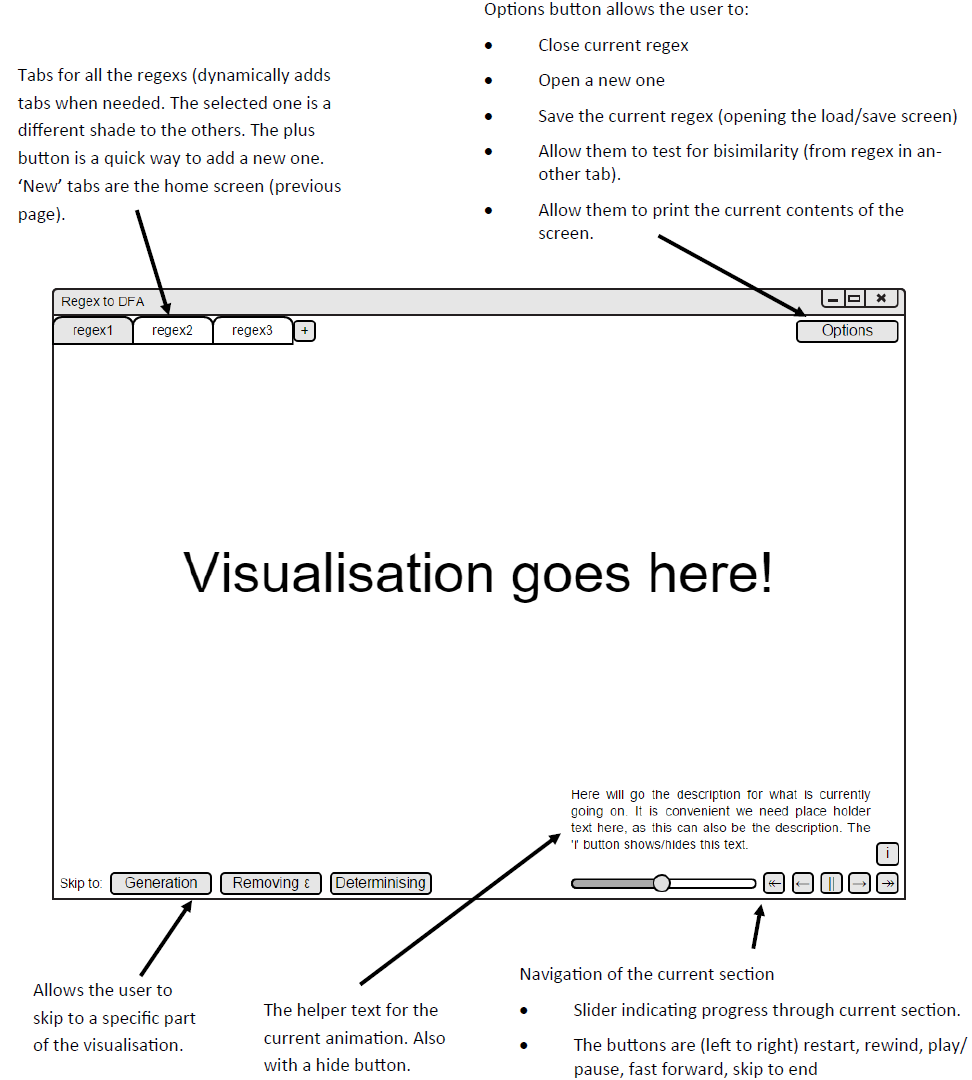 Options button allows the user to:
• Close current regex
• Open a new one
• Save the current regex (opening the load/save screen)
• Allow them to test for bisimilarity (from regex in an-
other tab).
• Allow them to print the current contents of the
screen.
Tabs for all the regexs (dynamically adds
tabs when needed. The selected one is a
different shade to the others. The plus
button is a quick way to add a new one.
‘New’ tabs are the home screen (previous
page).
Regex to DFA
regex1 regex2 regex3 + Options
Visualisation goes here!
Here will go the description for what is currently
going on. It is convenient we need place holder
text here, as this can also be the description. The
'i' button shows/hides this text.
i
Skip to: Generation Removing ε Determinising ↞ ← || → ↠
Allows the user to
skip to a specific part
of the visualisation.
The helper text for the
current animation. Also
with a hide button.
Navigation of the current section
• Slider indicating progress through current section.
• The buttons are (left to right) restart, rewind, play/
pause, fast forward, skip to end